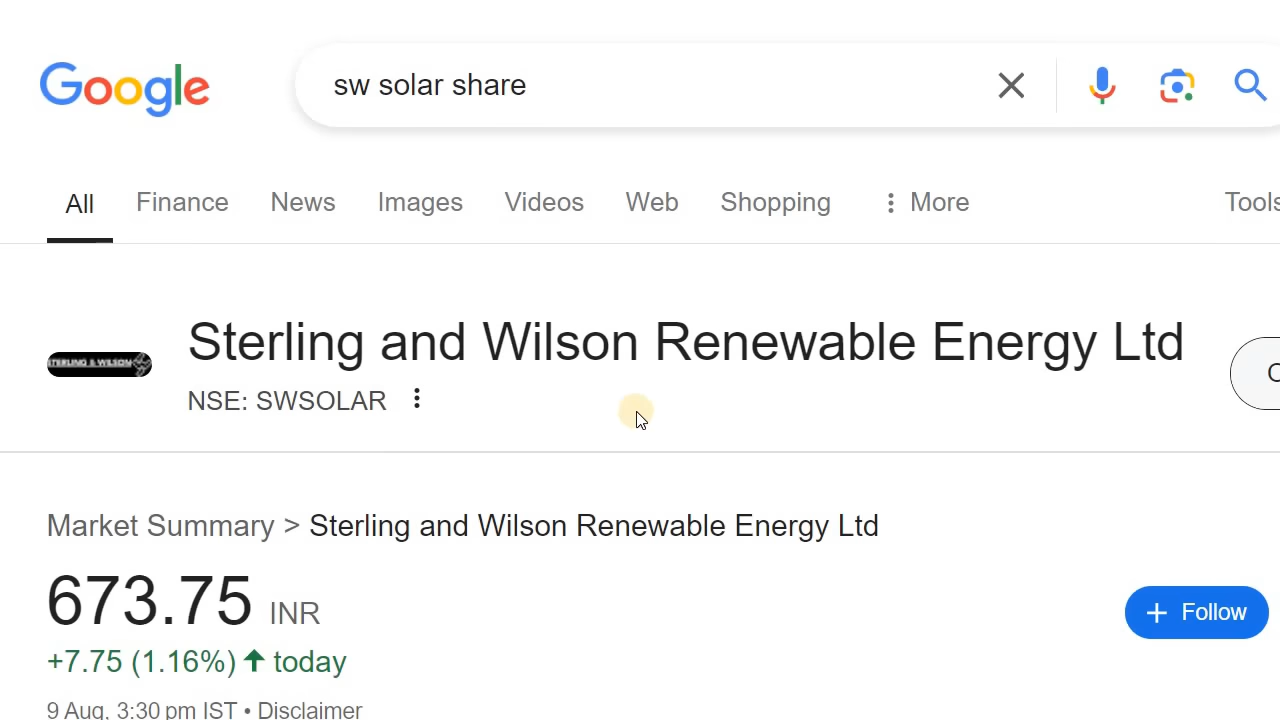 Google
sw solar share
All Finance News Images Videos Web Shopping More Tools
STERLING & WILSON
Sterling and Wilson Renewable Energy Ltd
NSE: SWSOLAR
Market Summary > Sterling and Wilson Renewable Energy Ltd
673.75 INR
+ Follow
+7.75 (1.16%) ↑ today
9 Aug, 3:30 pm IST • Disclaimer